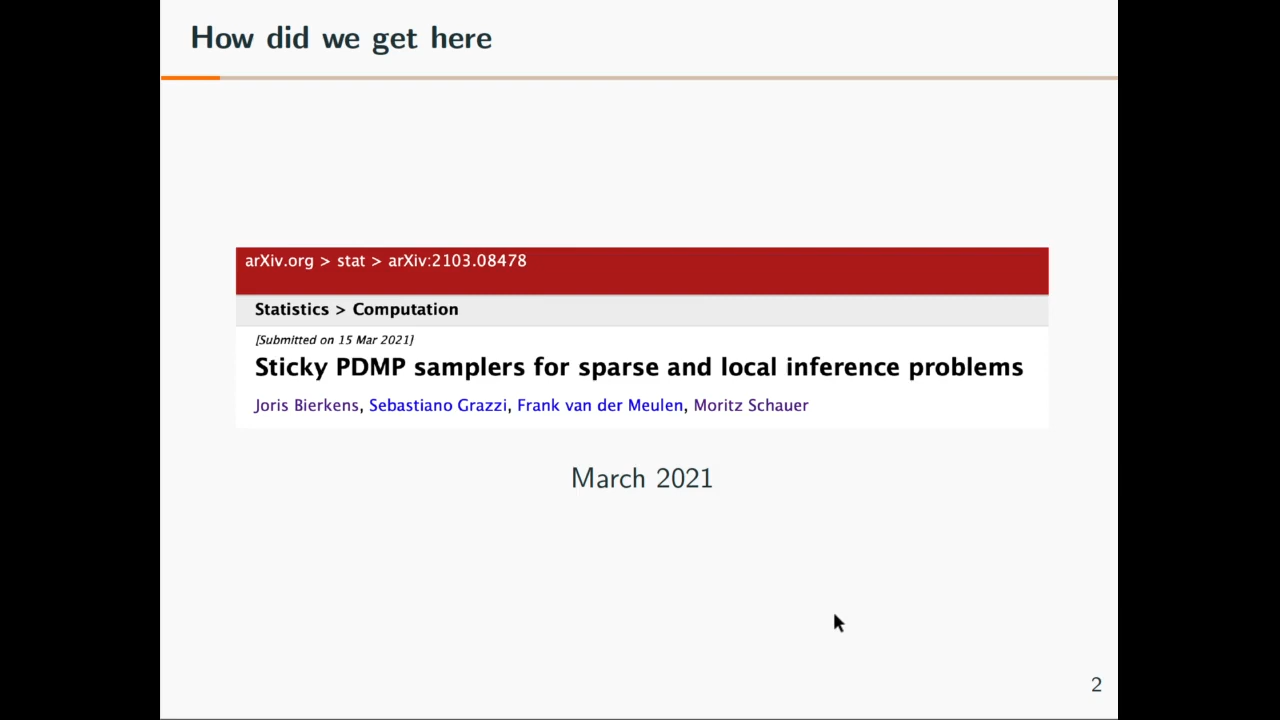 How did we get here
arXiv.org > stat > arXiv:2103.08478
Statistics > Computation
[Submitted on 15 Mar 2021]
Sticky PDMP samplers for sparse and local inference problems
Joris Bierkens, Sebastiano Grazzi, Frank van der Meulen, Moritz Schauer
March 2021
2